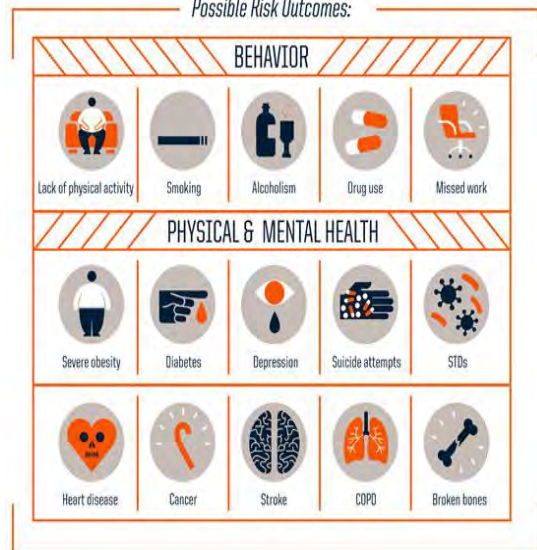 Possible Risk Outcomes:
BEHAVIOR
Lack of physical activity
Smoking
Alcoholism
Drug use
Missed work
PHYSICAL & MENTAL HEALTH
Severe obesity
Diabetes
Depression
Suicide attempts
STDs
Heart disease
Cancer
Stroke
COPD
Broken bones